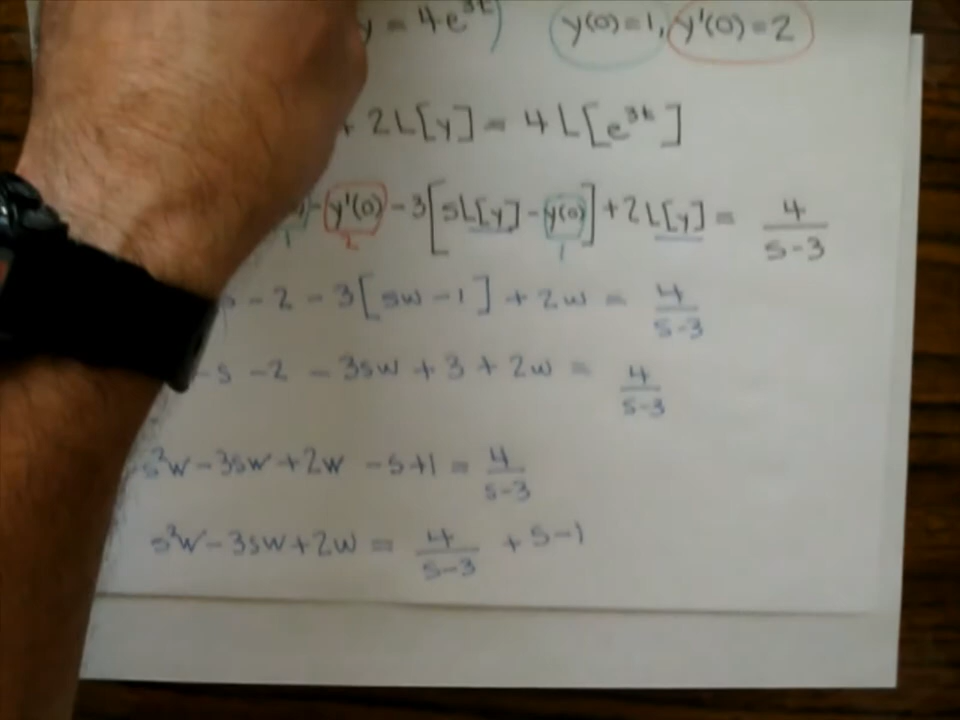 y = 4e^3t) y(0)=1, y'(0)=2
+ 2L[y] = 4L[e^3t]
- y'(0) - 3[sL[y] - y(0)] + 2L[y] = 4/(s-3)
1 2 1
- 2 - 3[sw - 1] + 2w = 4/(s-3)
-s - 2 - 3sw + 3 + 2w = 4/(s-3)
s²w - 3sw + 2w - s + 1 = 4/(s-3)
s²w - 3sw + 2w = 4/(s-3) + s - 1